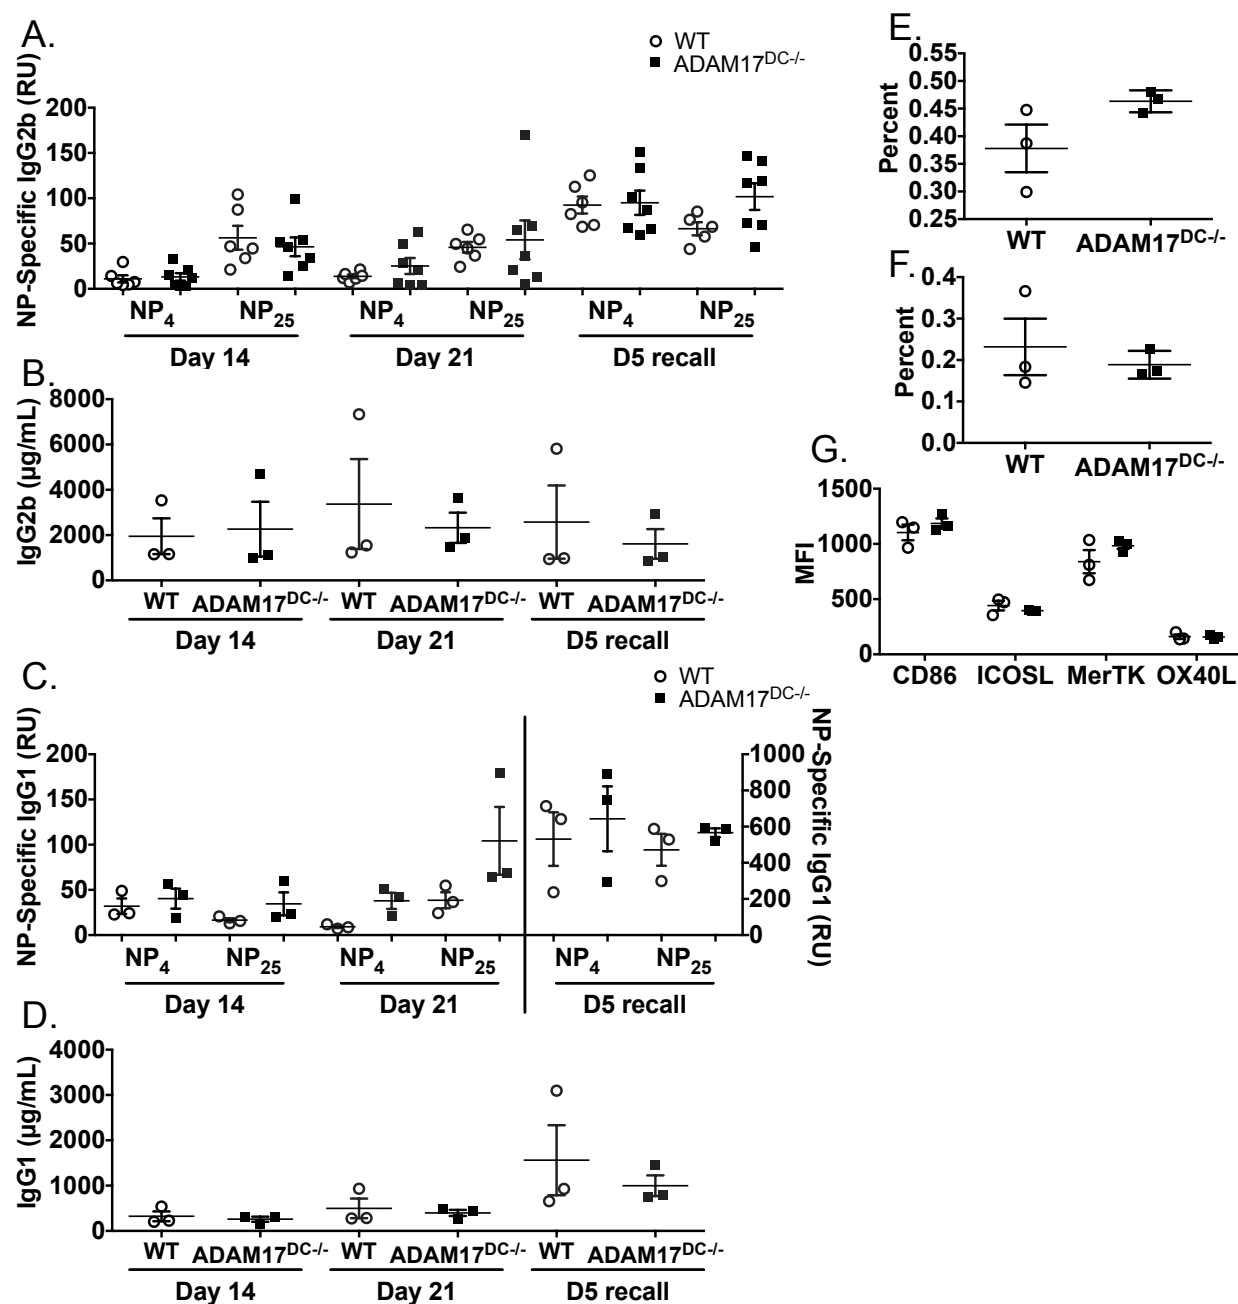 A.
WT
ADAM17DC-/-
NP-Specific IgG2b (RU)
200
150
100
50
0
NP4 NP25 NP4 NP25 NP4 NP25
Day 14 Day 21 D5 recall
B.
IgG2b (µg/mL)
8000
6000
4000
2000
0
WT ADAM17DC-/- WT ADAM17DC-/- WT ADAM17DC-/-
Day 14 Day 21 D5 recall
C.
WT
ADAM17DC-/-
NP-Specific IgG1 (RU)
200
150
100
50
0
1000
800
600
400
200
0
NP-Specific IgG1 (RU)
NP4 NP25 NP4 NP25 NP4 NP25
Day 14 Day 21 D5 recall
D.
IgG1 (µg/mL)
4000
3000
2000
1000
0
WT ADAM17DC-/- WT ADAM17DC-/- WT ADAM17DC-/-
Day 14 Day 21 D5 recall
E.
Percent
0.55
0.50
0.45
0.40
0.35
0.30
0.25
WT ADAM17DC-/-
F.
Percent
0.4
0.3
0.2
0.1
0.0
WT ADAM17DC-/-
G.
MFI
1500
1000
500
0
CD86 ICOSL MerTK OX40L